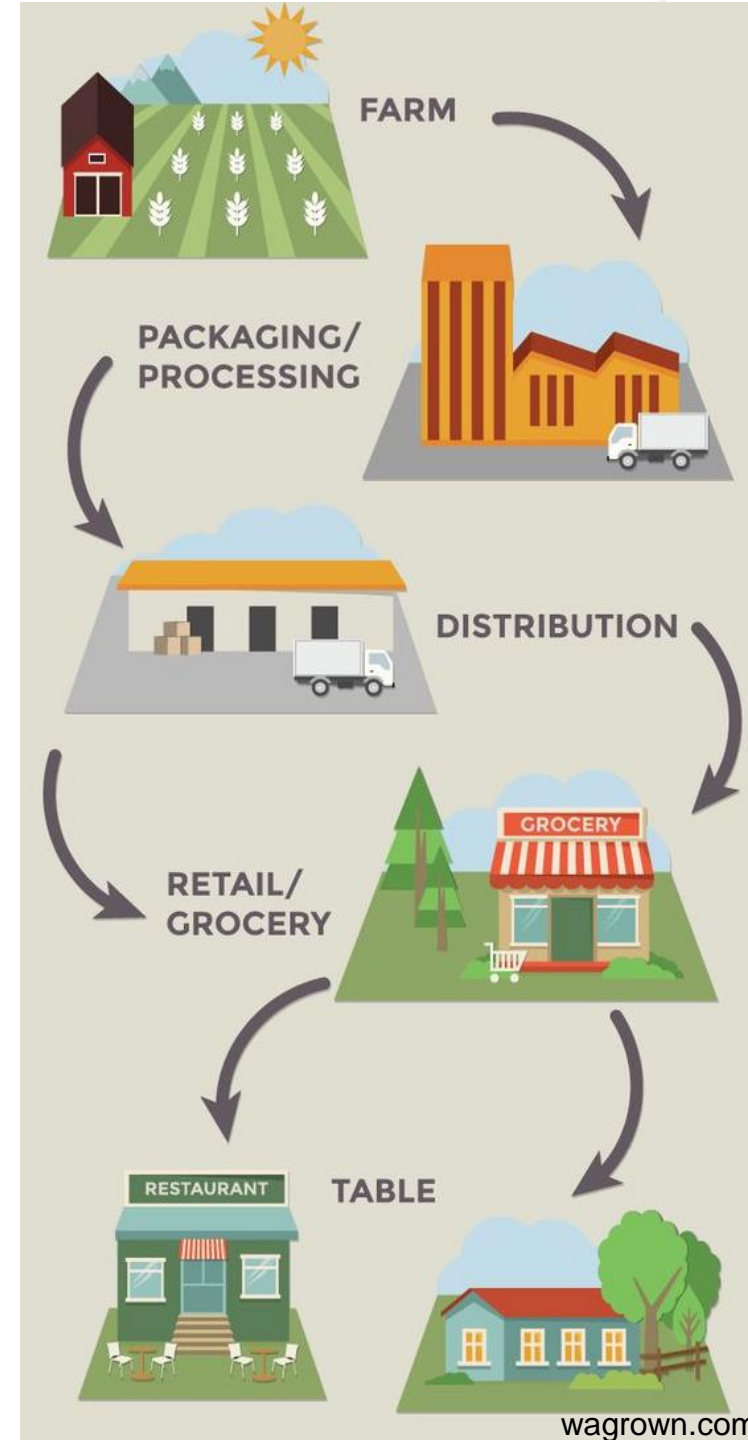 FARM
PACKAGING/
PROCESSING
DISTRIBUTION
GROCERY
RETAIL/
GROCERY
RESTAURANT
TABLE
wagrown.com